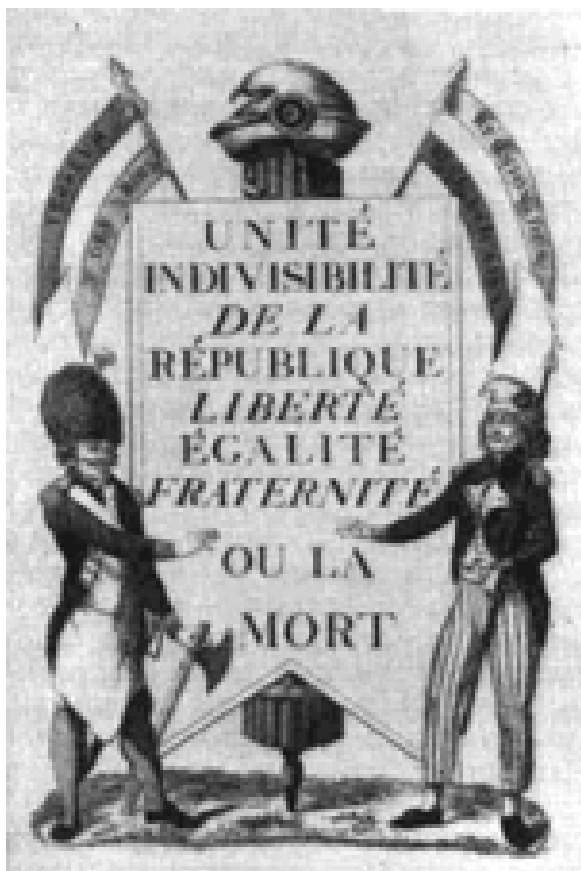 UNITÉ
INDIVISIBILITÉ
DE LA
RÉPUBLIQUE
LIBERTÉ
ÉGALITÉ
FRATERNITÉ
OU LA
MORT